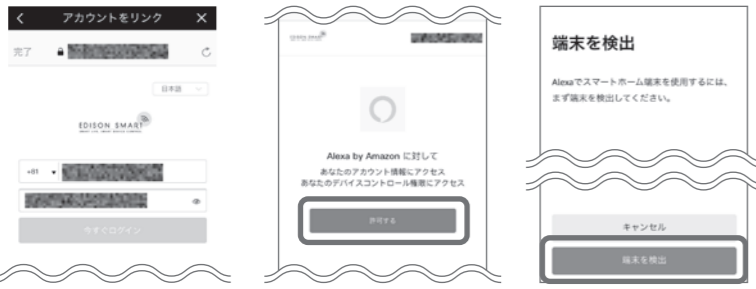 アカウントをリンク
完了
日本語
EDISON SMART
+81
今すぐログイン
Alexa by Amazon に対して
あなたのアカウント情報にアクセス
あなたのデバイスコントロール権限にアクセス
許可する
端末を検出
Alexaでスマートホーム端末を使用するには、
まず端末を検出してください。
キャンセル
端末を検出